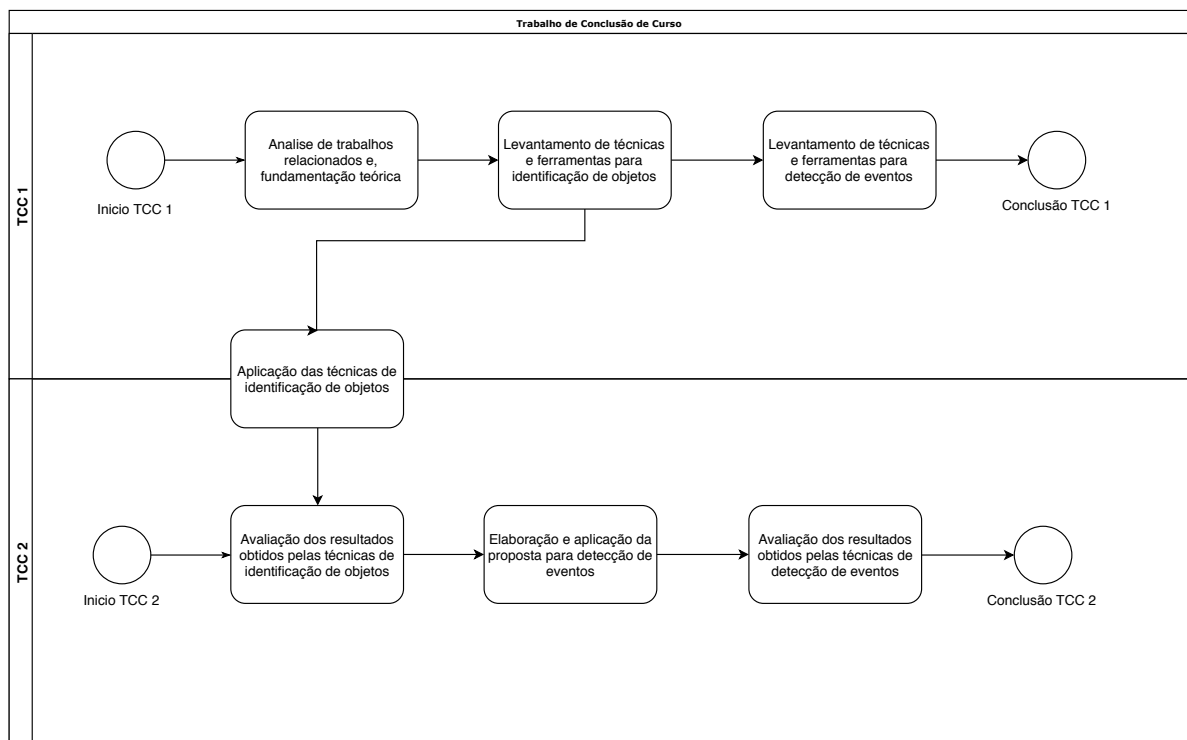 Trabalho de Conclusão de Curso
TCC 1
Inicio TCC 1
Analise de trabalhos
relacionados e,
fundamentação teórica
Levantamento de técnicas
e ferramentas para
identificação de objetos
Levantamento de técnicas
e ferramentas para
detecção de eventos
Conclusão TCC 1
Aplicação das técnicas de
identificação de objetos
TCC 2
Inicio TCC 2
Avaliação dos resultados
obtidos pelas técnicas de
identificação de objetos
Elaboração e aplicação da
proposta para detecção de
eventos
Avaliação dos resultados
obtidos pelas técnicas de
detecção de eventos
Conclusão TCC 2